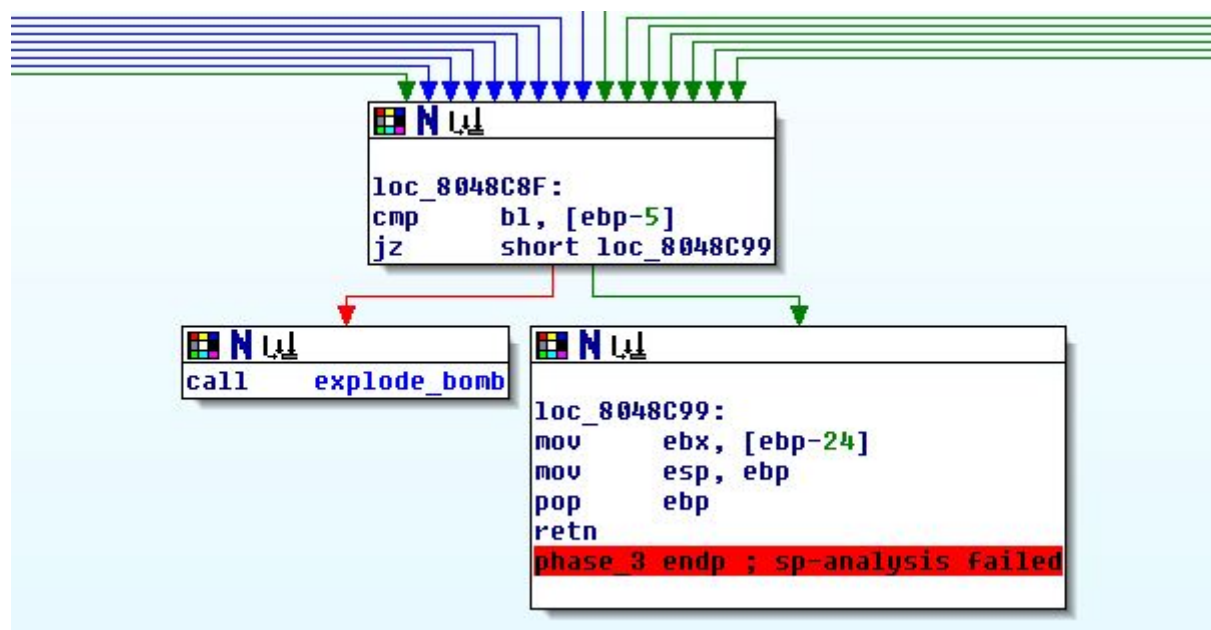 loc_8048C8F:
cmp bl, [ebp-5]
jz short loc_8048C99
call explode_bomb
loc_8048C99:
mov ebx, [ebp-24]
mov esp, ebp
pop ebp
retn
phase_3 endp ; sp-analysis failed